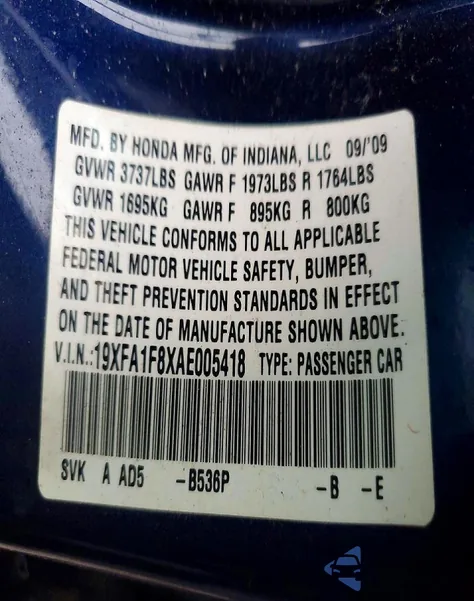 MFD. BY HONDA MFG. OF INDIANA, LLC 09/'09
GVWR 3737LBS GAWR F 1973LBS R 1764LBS
GVWR 1695KG GAWR F 895KG R 800KG
THIS VEHICLE CONFORMS TO ALL APPLICABLE
FEDERAL MOTOR VEHICLE SAFETY, BUMPER,
AND THEFT PREVENTION STANDARDS IN EFFECT
ON THE DATE OF MANUFACTURE SHOWN ABOVE.
V.I.N.:19XFA1F8XAE005418 TYPE: PASSENGER CAR
SVK A AD5 -B536P -B -E